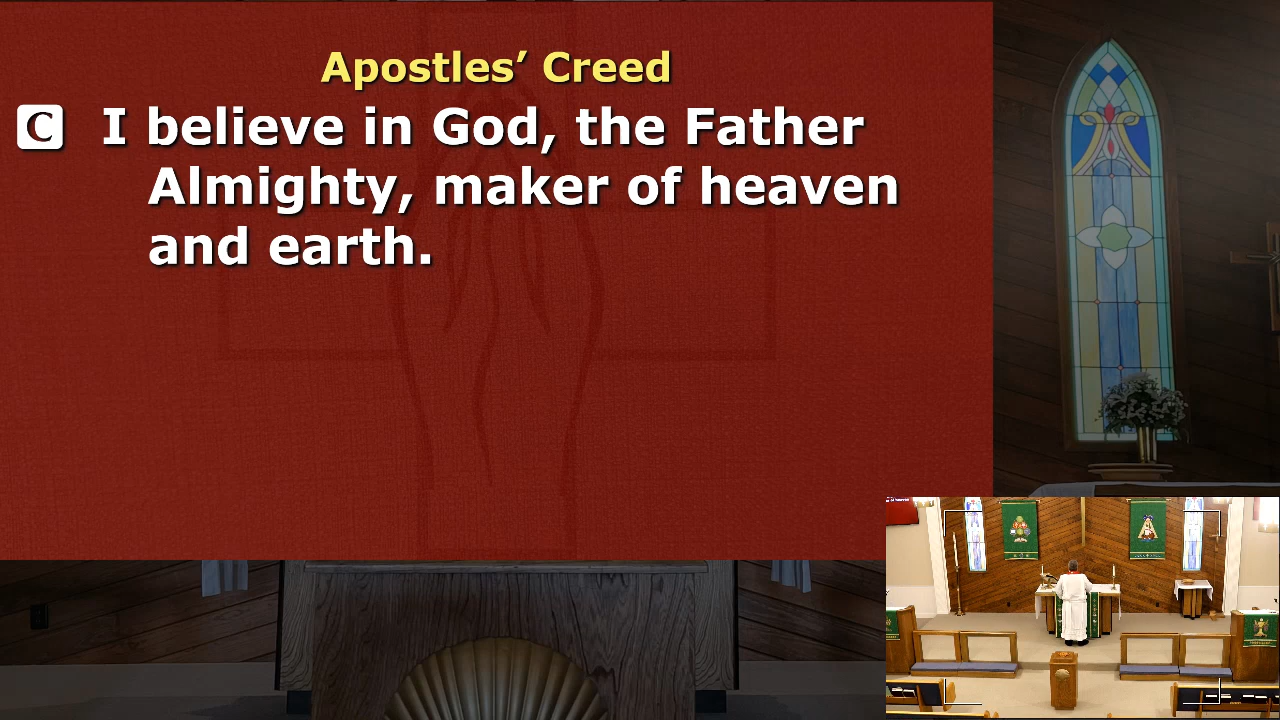 Apostles’ Creed
C I believe in God, the Father
Almighty, maker of heaven
and earth.